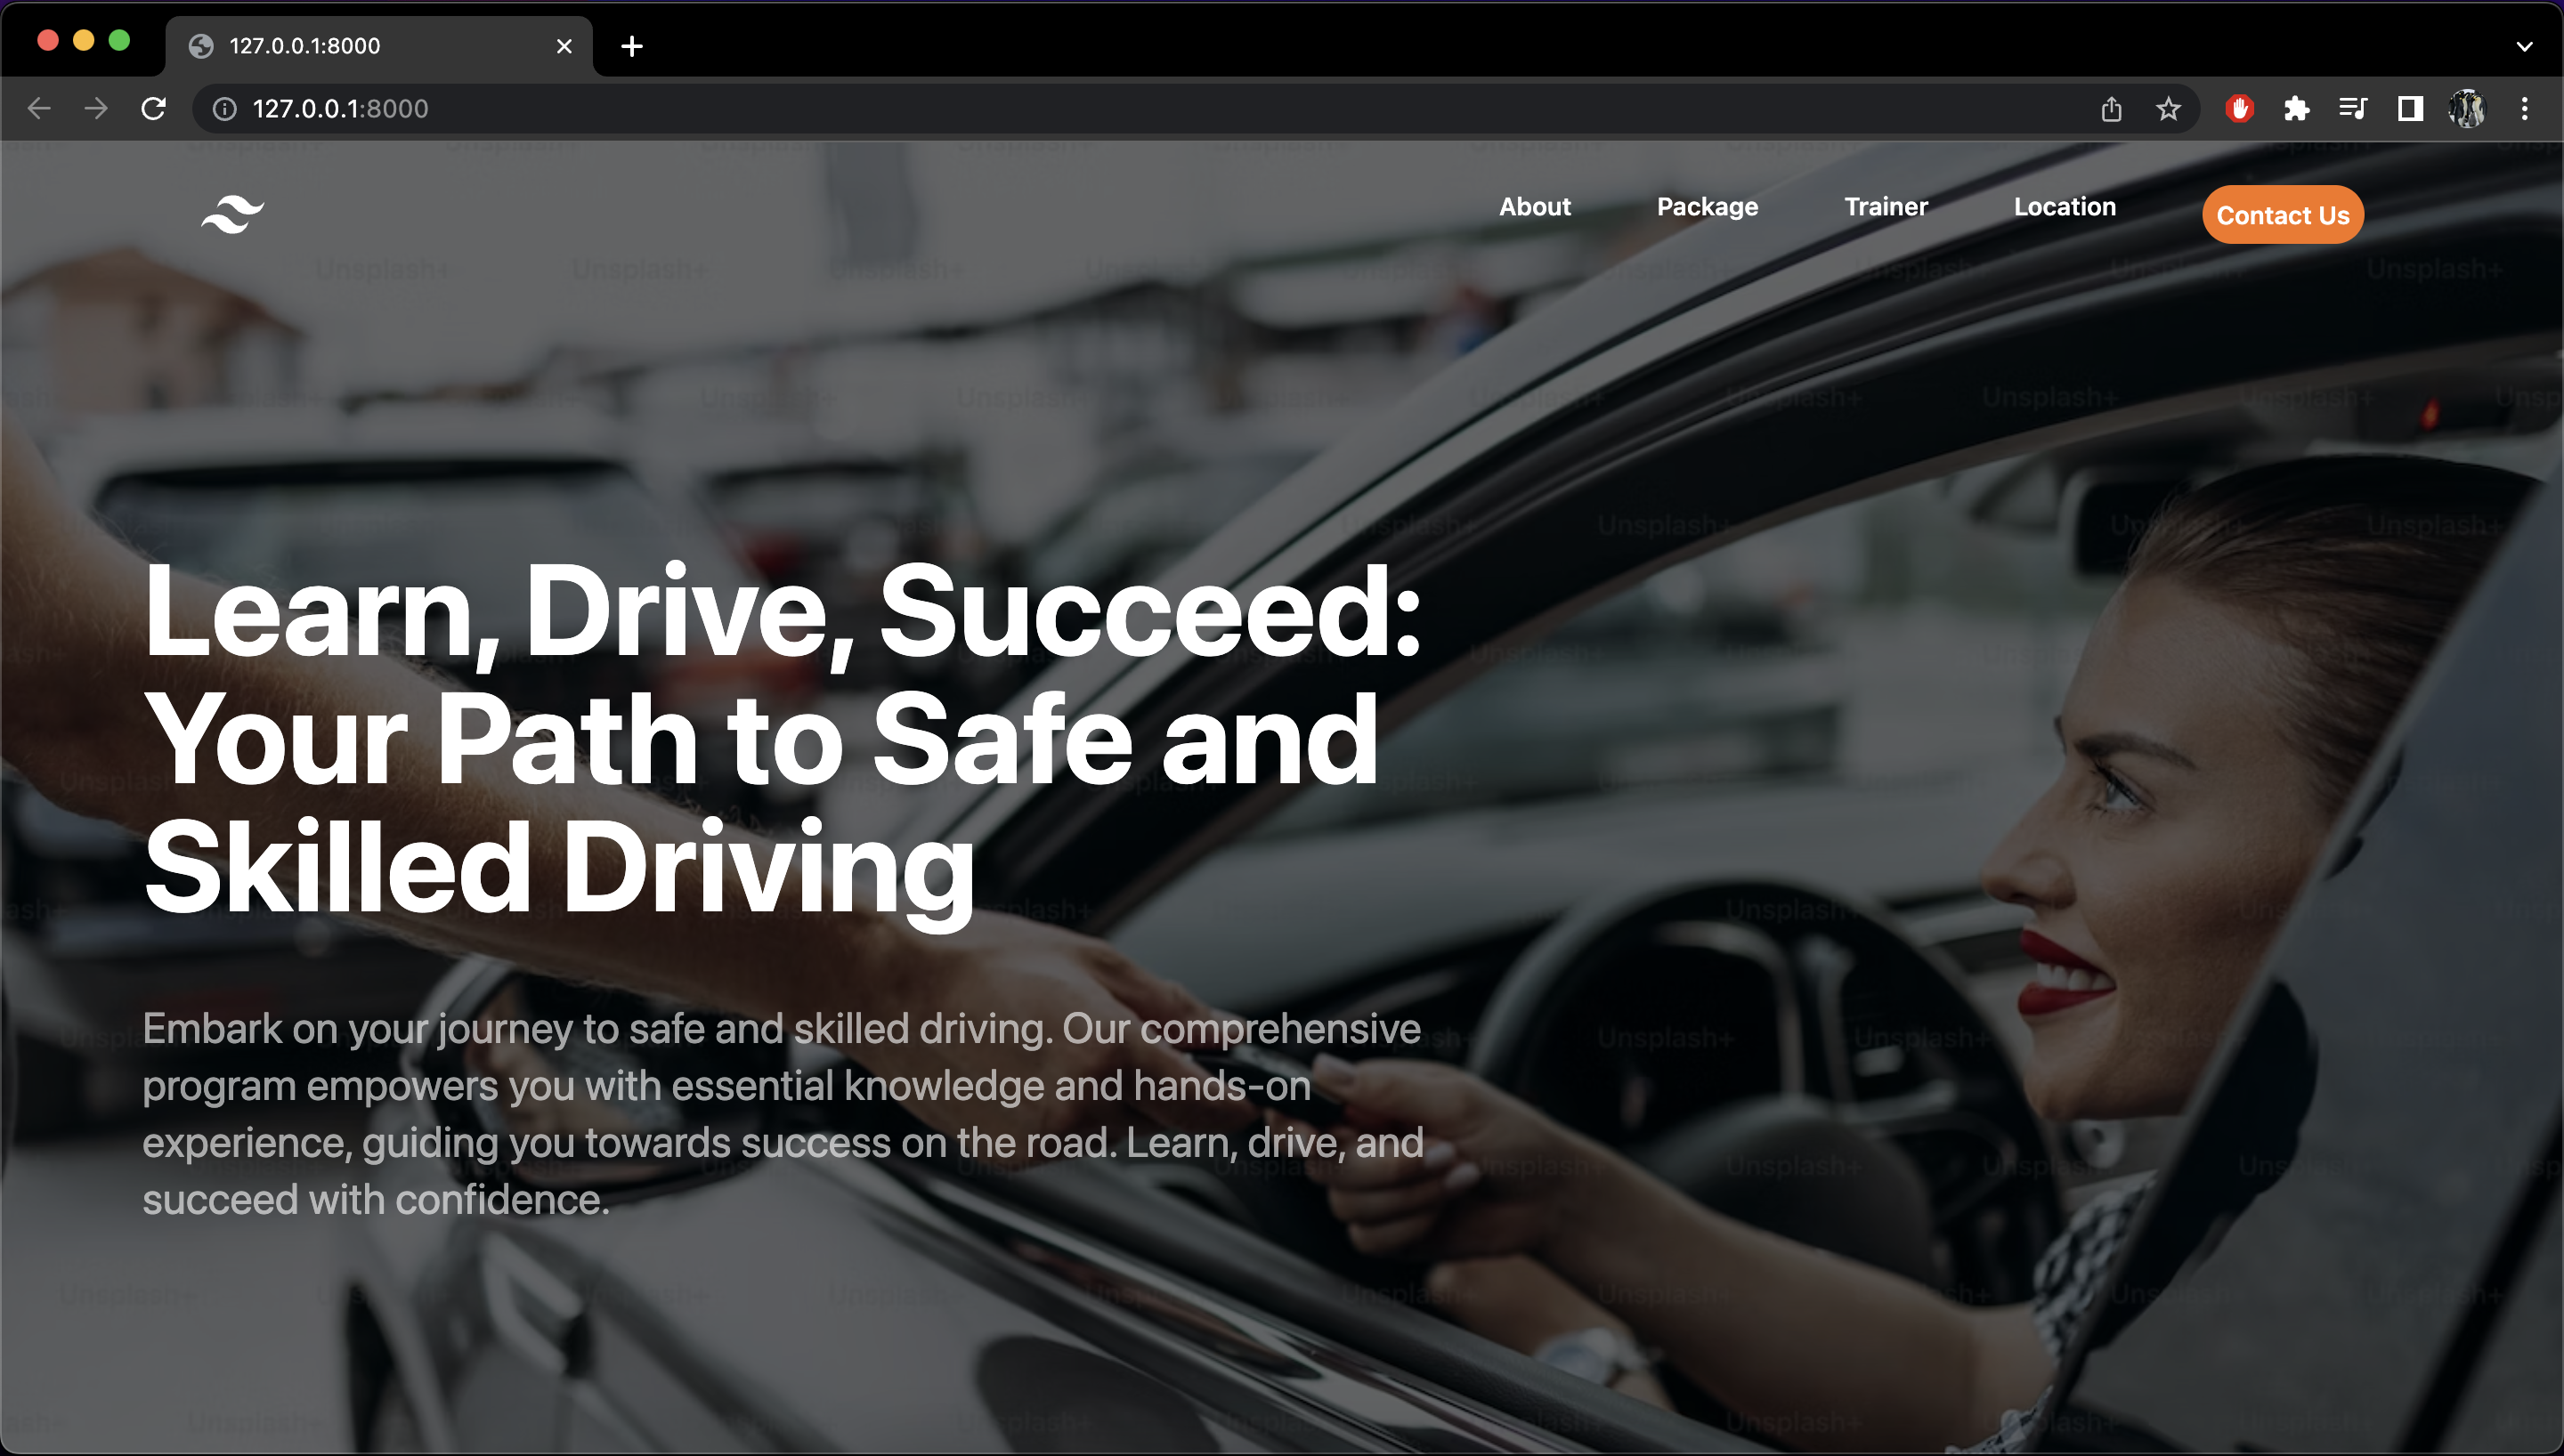 127.0.0.1:8000
127.0.0.1:8000
About Package Trainer Location Contact Us
Learn, Drive, Succeed:
Your Path to Safe and
Skilled Driving
Embark on your journey to safe and skilled driving. Our comprehensive
program empowers you with essential knowledge and hands-on
experience, guiding you towards success on the road. Learn, drive, and
succeed with confidence.
Unsplash+